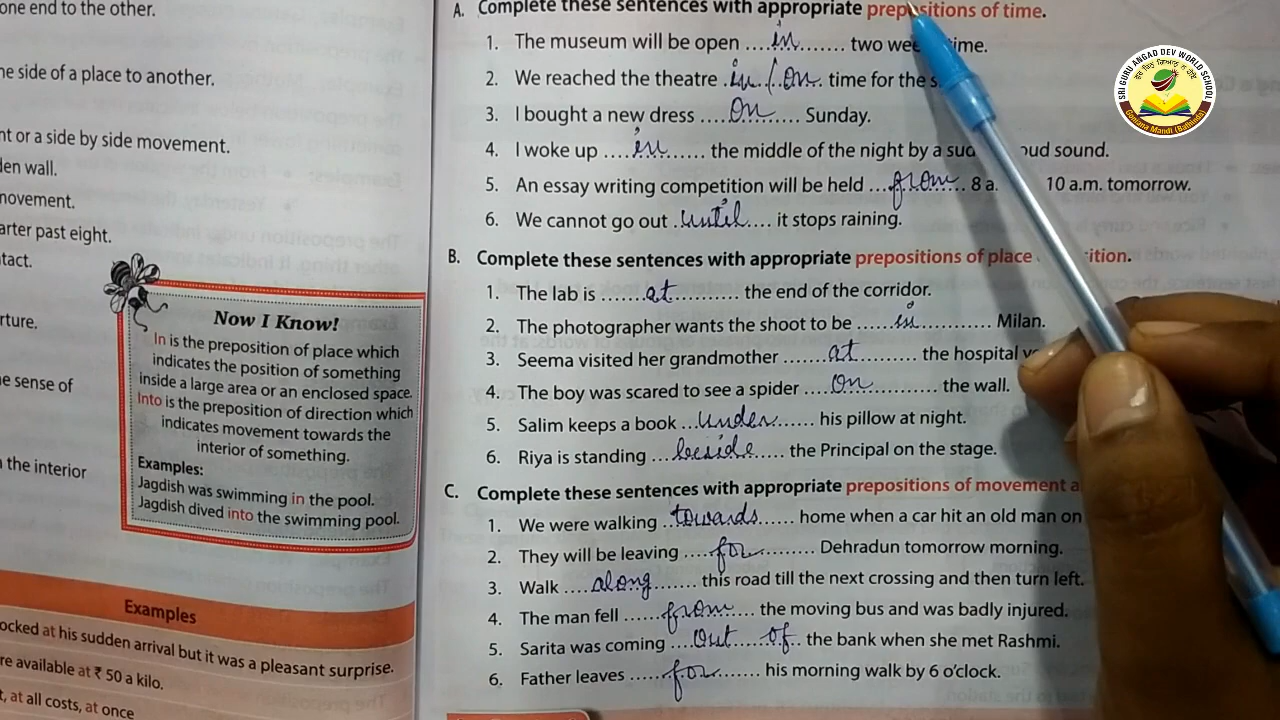 one end to the other.
he side of a place to another.
nt or a side by side movement.
den wall.
novement.
arter past eight.
tact.
rture.
e sense of
the interior
Now I Know!
In is the preposition of place which
indicates the position of something
inside a large area or an enclosed space.
Into is the preposition of direction which
indicates movement towards the
interior of something.
Examples:
Jagdish was swimming in the pool.
Jagdish dived into the swimming pool.
Examples
ocked at his sudden arrival but it was a pleasant surprise.
re available at ₹ 50 a kilo.
t, at all costs, at once
A. Complete these sentences with appropriate prepositions of time.
1. The museum will be open ....in........ two wee time.
2. We reached the theatre .in./.on. time for the s
3. I bought a new dress ....on...... Sunday.
4. I woke up ....in........ the middle of the night by a sud oud sound.
5. An essay writing competition will be held ...from.. 8 a. 10 a.m. tomorrow.
6. We cannot go out .until.... it stops raining.
B. Complete these sentences with appropriate prepositions of place ition.
1. The lab is .......at.......... the end of the corridor.
2. The photographer wants the shoot to be ......in............ Milan.
3. Seema visited her grandmother .......at.......... the hospital
4. The boy was scared to see a spider ....on.......... the wall.
5. Salim keeps a book ...under...... his pillow at night.
6. Riya is standing ...beside..... the Principal on the stage.
C. Complete these sentences with appropriate prepositions of movement a
1. We were walking ..towards..... home when a car hit an old man on
2. They will be leaving ....for......... Dehradun tomorrow morning.
3. Walk ....along....... this road till the next crossing and then turn left.
4. The man fell ......from.... the moving bus and was badly injured.
5. Sarita was coming ....out....of.. the bank when she met Rashmi.
6. Father leaves ......for....... his morning walk by 6 o'clock.
SRI GURU ANGAD DEV WORLD SCHOOL
Goniana Mandi (Bathinda)